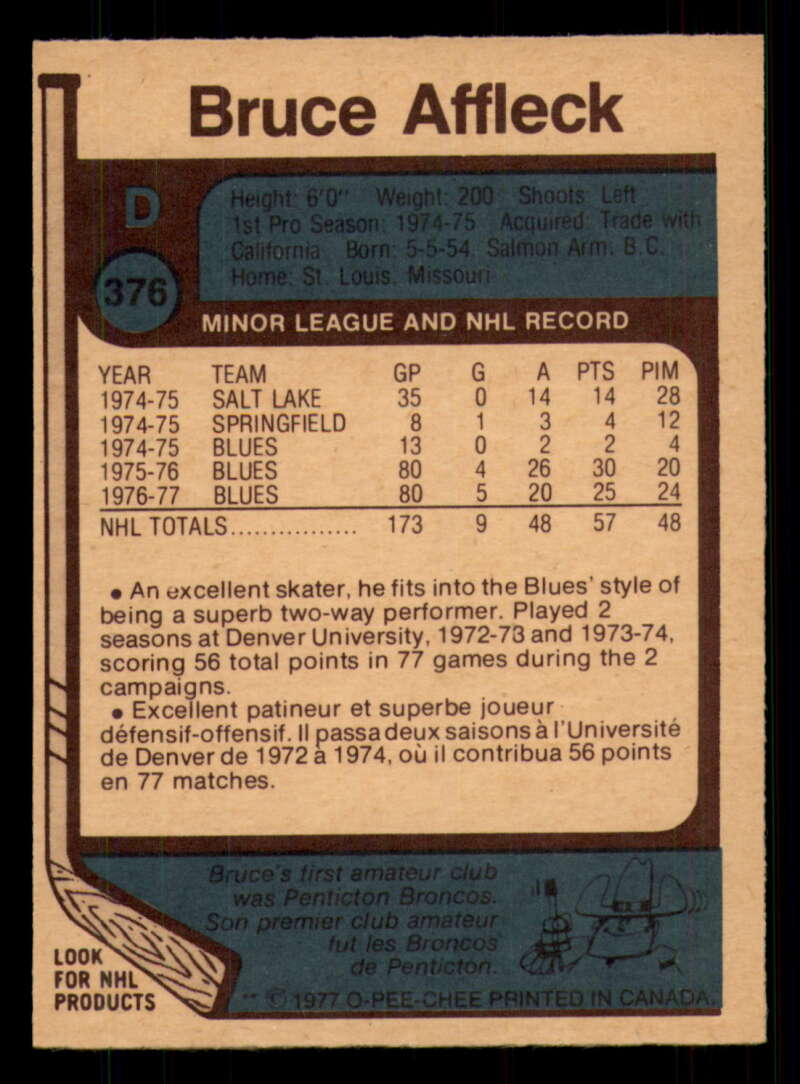 Bruce Affleck
D
Height: 6'0" Weight: 200 Shoots: Left
1st Pro Season: 1974-75 Acquired: Trade with
California Born: 5-5-54, Salmon Arm, B.C.
Home: St. Louis, Missouri
376
MINOR LEAGUE AND NHL RECORD
YEAR TEAM GP G A PTS PIM
1974-75 SALT LAKE 35 0 14 14 28
1974-75 SPRINGFIELD 8 1 3 4 12
1974-75 BLUES 13 0 2 2 4
1975-76 BLUES 80 4 26 30 20
1976-77 BLUES 80 5 20 25 24
NHL TOTALS................ 173 9 48 57 48
• An excellent skater, he fits into the Blues' style of
being a superb two-way performer. Played 2
seasons at Denver University, 1972-73 and 1973-74,
scoring 56 total points in 77 games during the 2
campaigns.
• Excellent patineur et superbe joueur
défensif-offensif. Il passa deux saisons à l'Université
de Denver de 1972 à 1974, où il contribua 56 points
en 77 matches.
Bruce's first amateur club
was Penticton Broncos.
Son premier club amateur
fut les Broncos
de Penticton.
LOOK
FOR NHL
PRODUCTS
** © 1977 O-PEE-CHEE PRINTED IN CANADA.